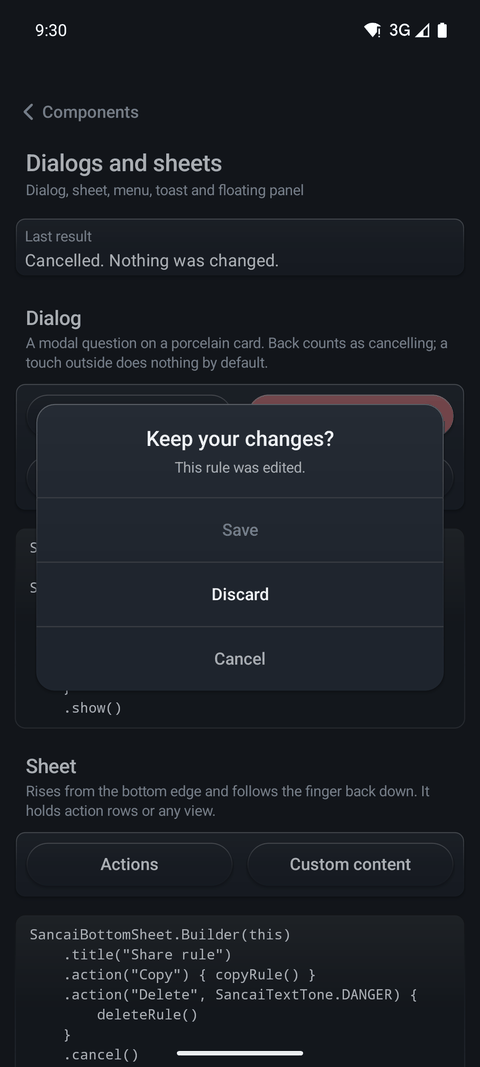 9:30
3G
Components
Dialogs and sheets
Dialog, sheet, menu, toast and floating panel
Last result
Cancelled. Nothing was changed.
Dialog
A modal question on a porcelain card. Back counts as cancelling; a
touch outside does nothing by default.
Keep your changes?
This rule was edited.
Save
Discard
Cancel
.show()
Sheet
Rises from the bottom edge and follows the finger back down. It
holds action rows or any view.
Actions
Custom content
SancaiBottomSheet.Builder(this)
.title("Share rule")
.action("Copy") { copyRule() }
.action("Delete", SancaiTextTone.DANGER) {
deleteRule()
}
.cancel()